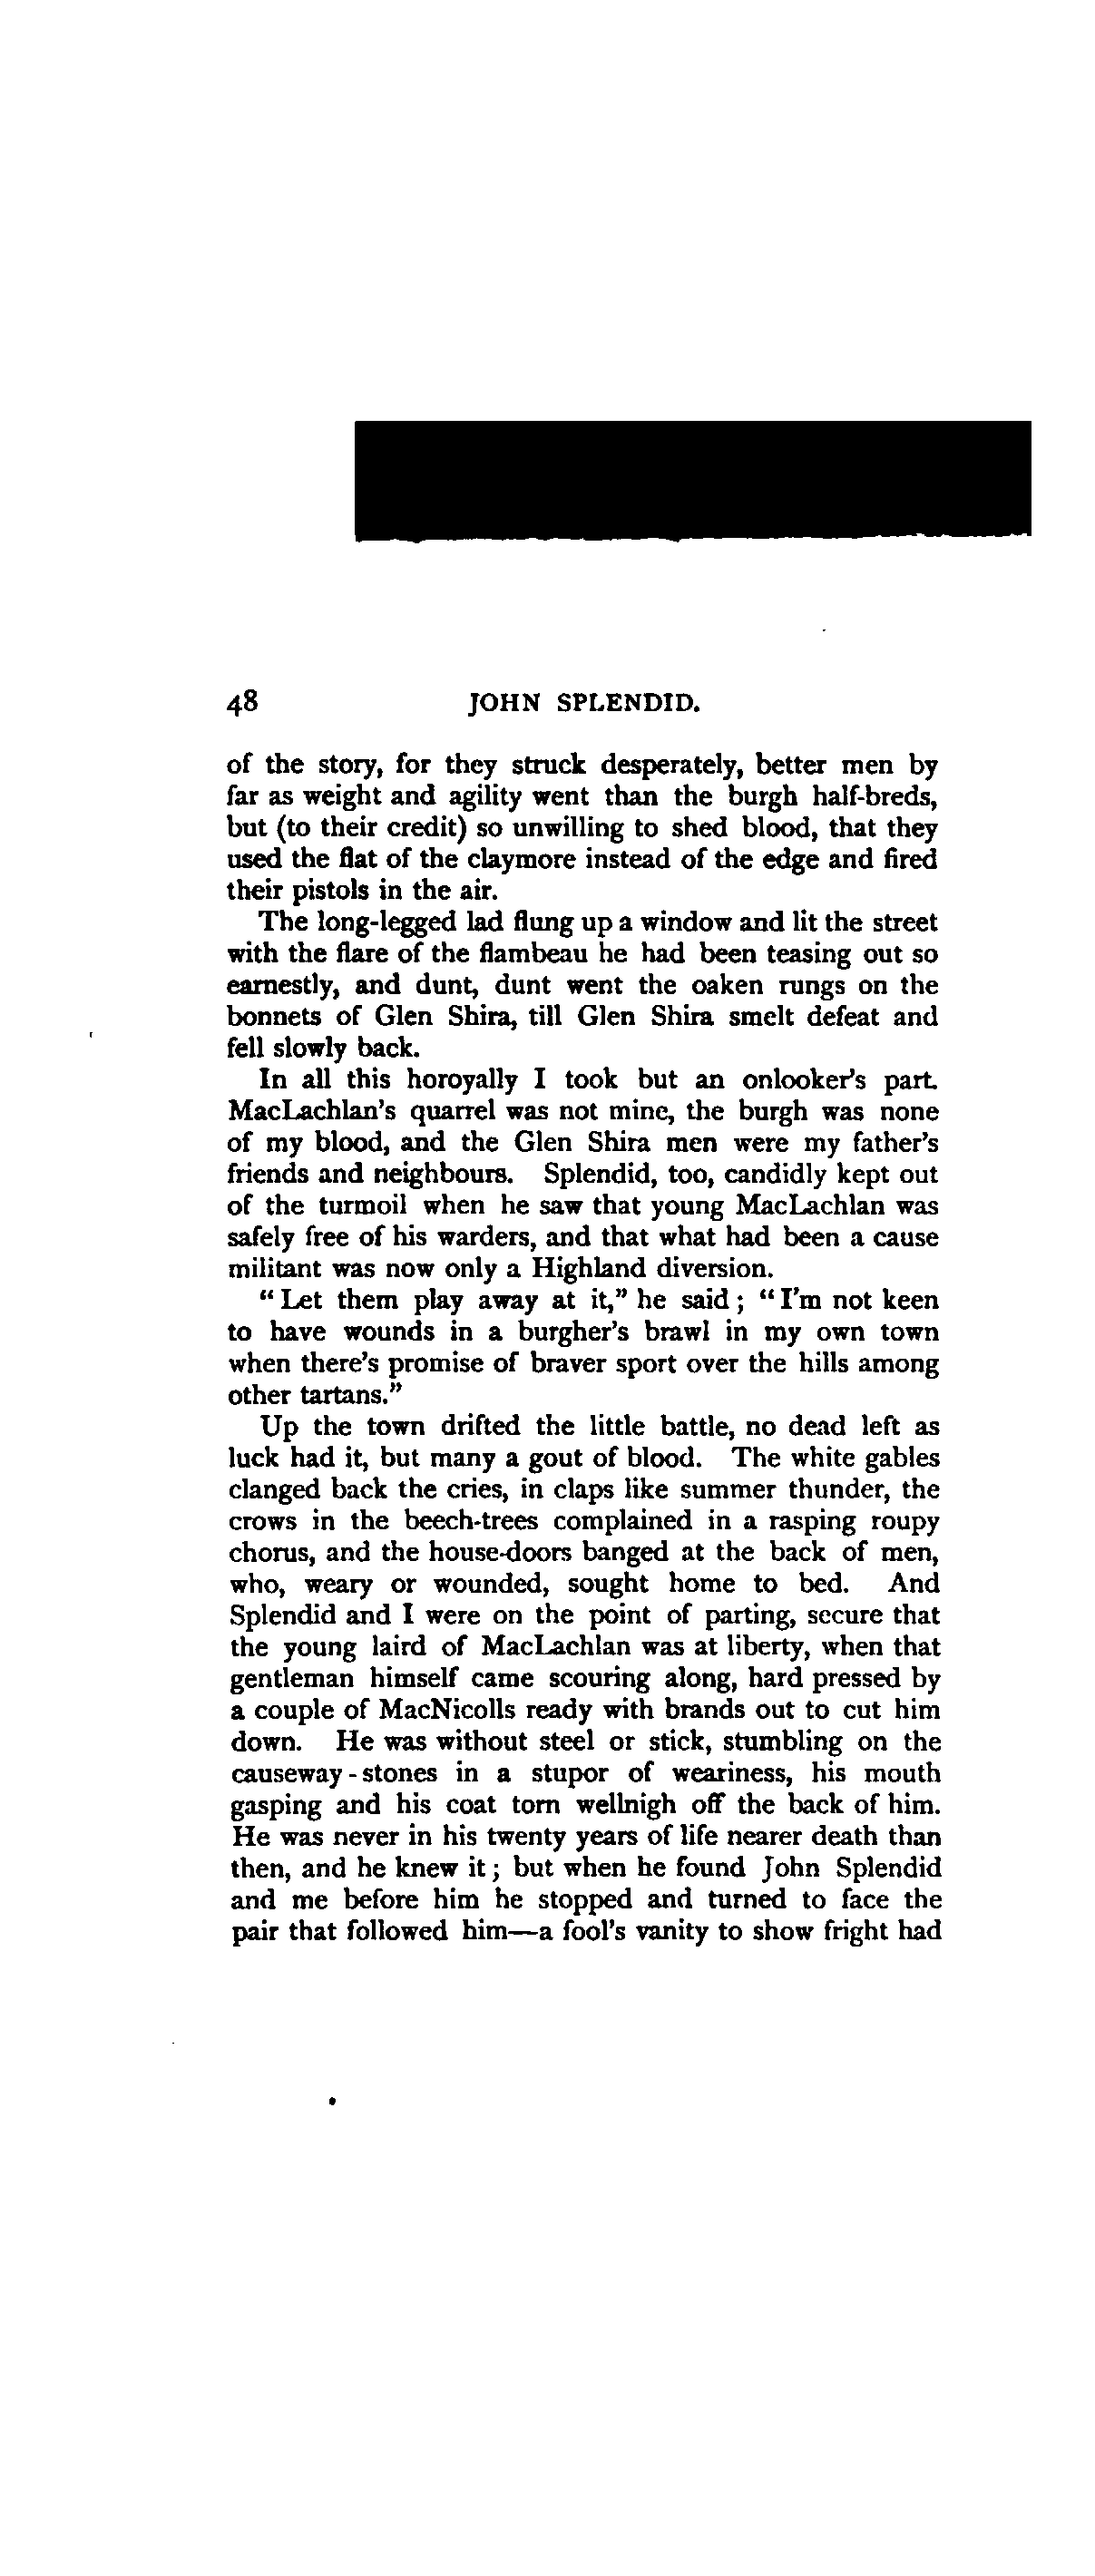 48 JOHN SPLENDID.
of the story, for they struck desperately, better men by
far as weight and agility went than the burgh half-breds,
but (to their credit) so unwilling to shed blood, that they
used the flat of the claymore instead of the edge and fired
their pistols in the air.
The long-legged lad flung up a window and lit the street
with the flare of the flambeau he had been teasing out so
earnestly, and dunt, dunt went the oaken rungs on the
bonnets of Glen Shira, till Glen Shira smelt defeat and
fell slowly back.
In all this horoyally I took but an onlooker's part.
MacLachlan's quarrel was not mine, the burgh was none
of my blood, and the Glen Shira men were my father's
friends and neighbours. Splendid, too, candidly kept out
of the turmoil when he saw that young MacLachlan was
safely free of his warders, and that what had been a cause
militant was now only a Highland diversion.
"Let them play away at it," he said; "I'm not keen
to have wounds in a burgher's brawl in my own town
when there's promise of braver sport over the hills among
other tartans."
Up the town drifted the little battle, no dead left as
luck had it, but many a gout of blood. The white gables
clanged back the cries, in claps like summer thunder, the
crows in the beech-trees complained in a rasping roupy
chorus, and the house-doors banged at the back of men,
who, weary or wounded, sought home to bed. And
Splendid and I were on the point of parting, secure that
the young laird of MacLachlan was at liberty, when that
gentleman himself came scouring along, hard pressed by
a couple of MacNicolls ready with brands out to cut him
down. He was without steel or stick, stumbling on the
causeway-stones in a stupor of weariness, his mouth
gasping and his coat torn wellnigh off the back of him.
He was never in his twenty years of life nearer death than
then, and he knew it; but when he found John Splendid
and me before him he stopped and turned to face the
pair that followed him—a fool's vanity to show fright had